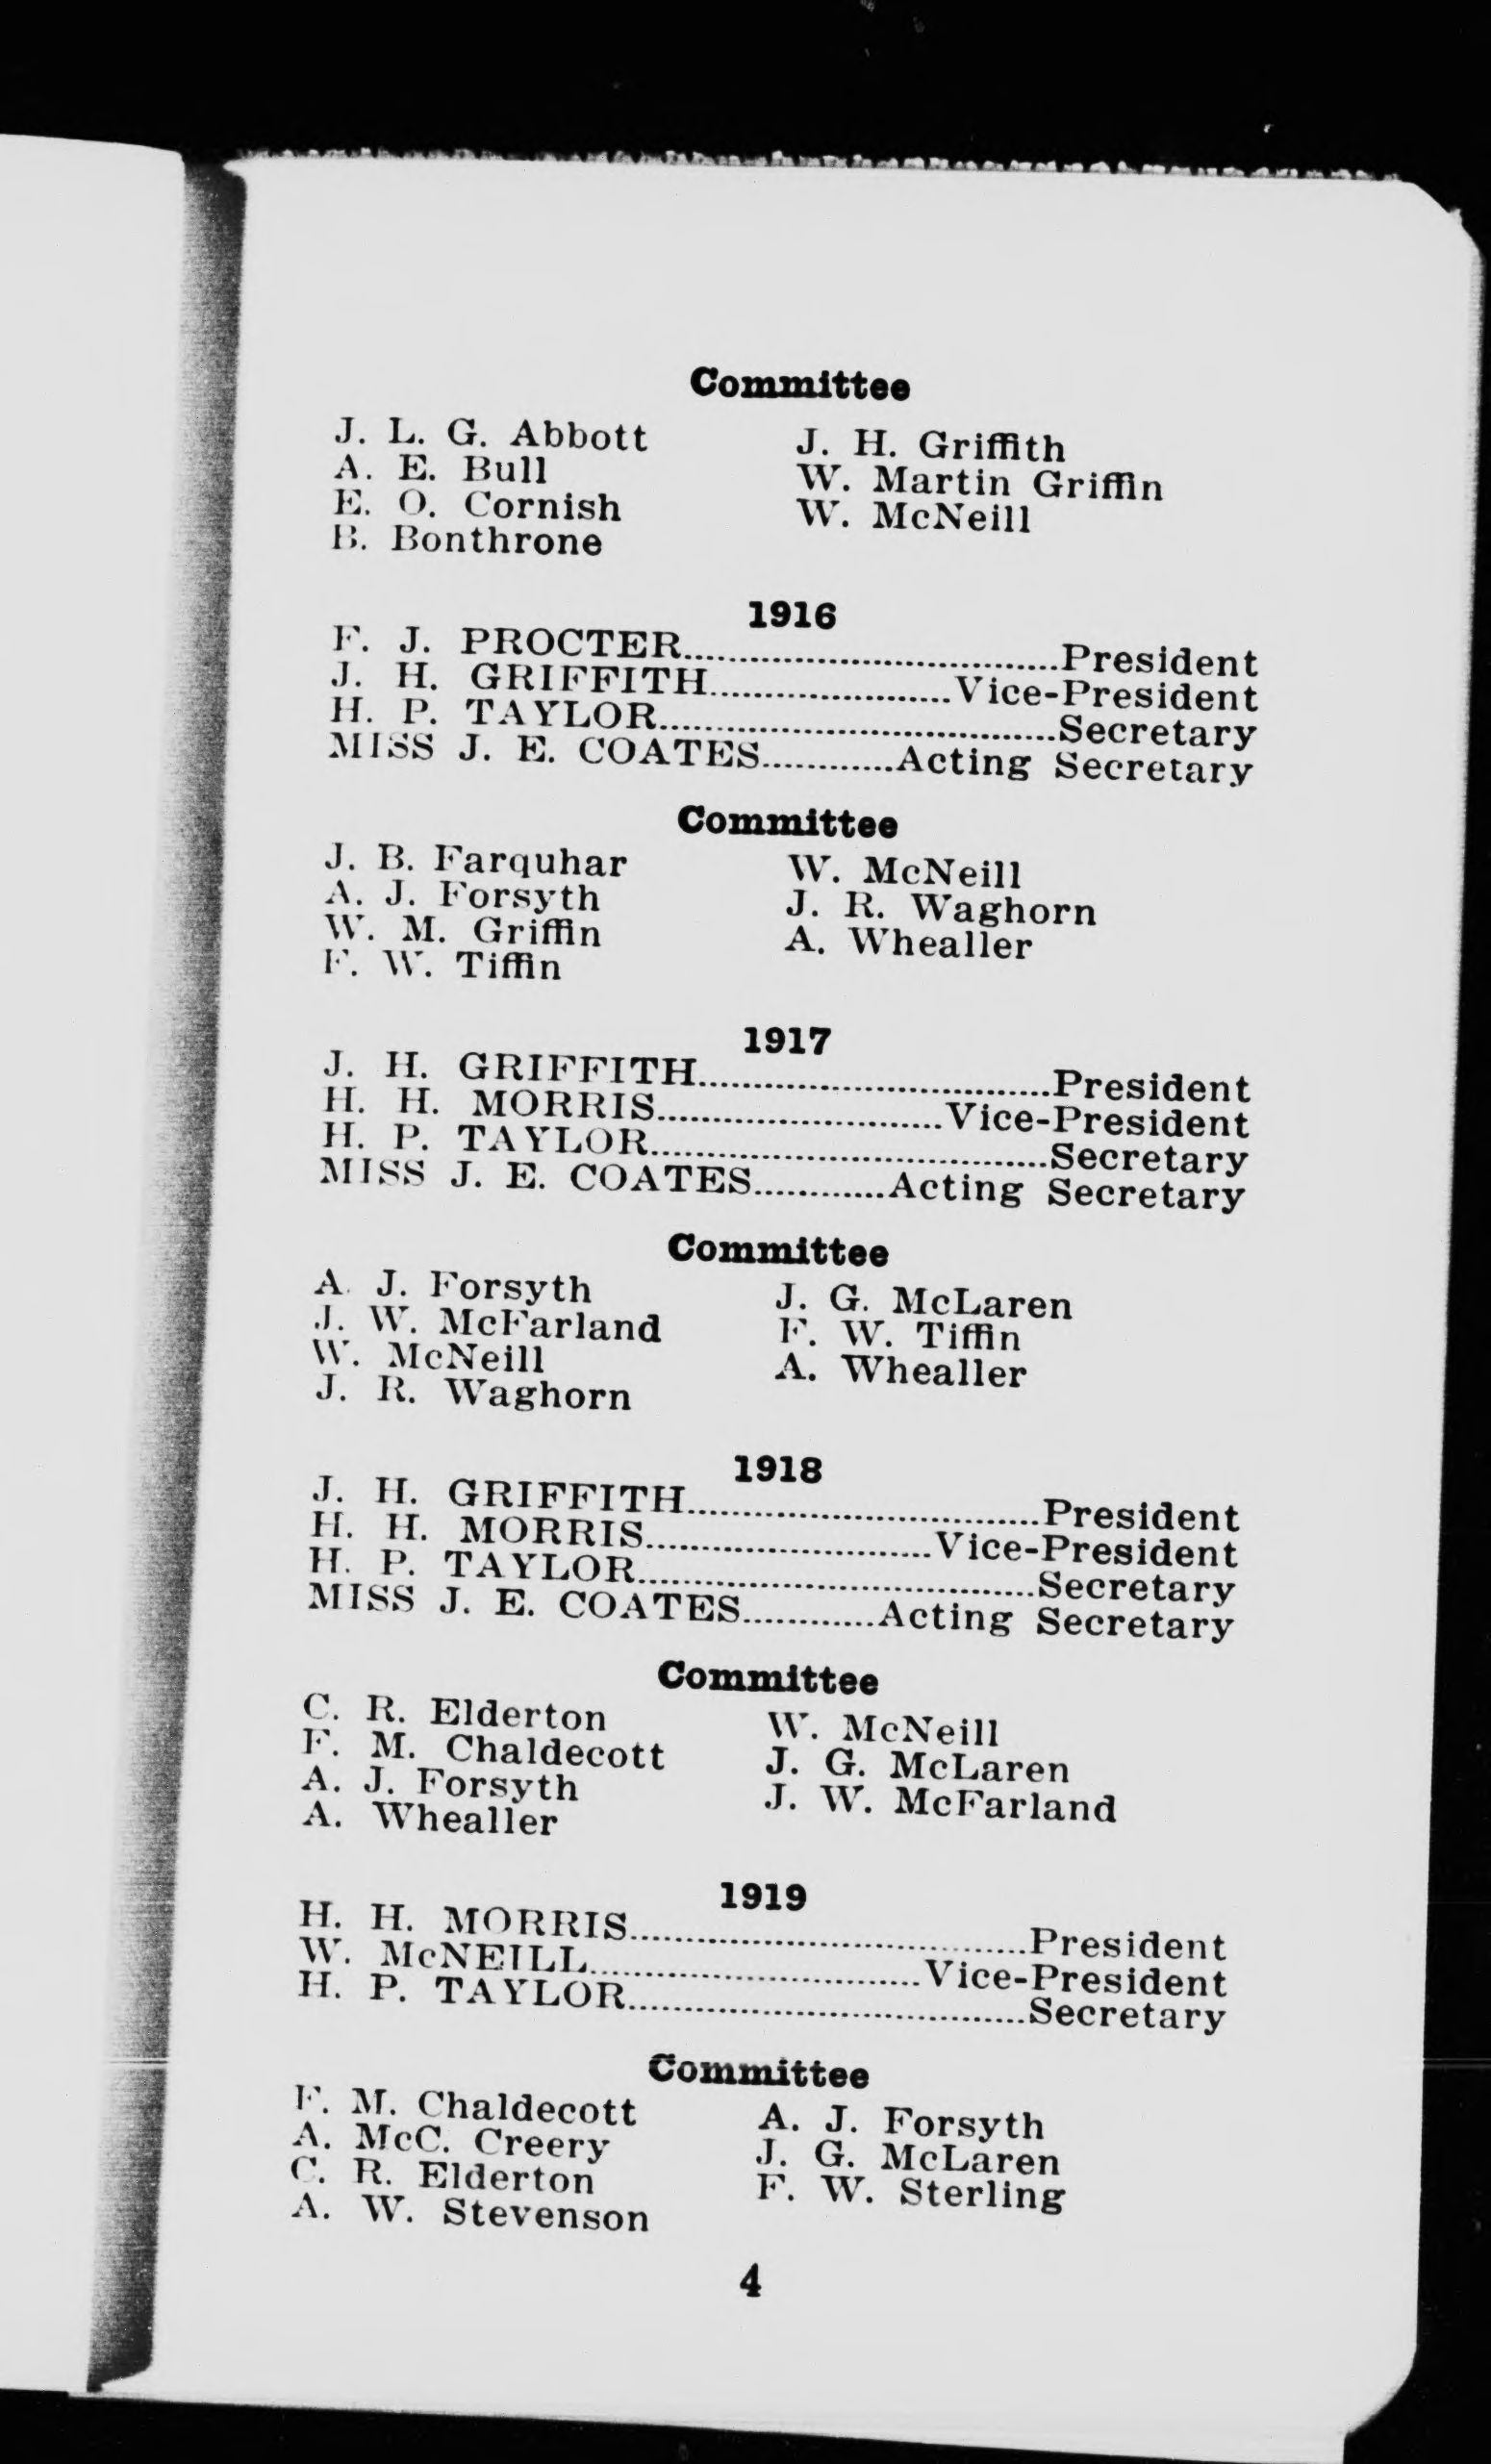 Committee
J. L. G. Abbott J. H. Griffith
A. E. Bull W. Martin Griffin
E. O. Cornish W. McNeill
B. Bonthrone
1916
F. J. PROCTER....................................President
J. H. GRIFFITH........................Vice-President
H. P. TAYLOR......................................Secretary
MISS J. E. COATES............Acting Secretary
Committee
J. B. Farquhar W. McNeill
A. J. Forsyth J. R. Waghorn
W. M. Griffin A. Whealler
F. W. Tiffin
1917
J. H. GRIFFITH..................................President
H. H. MORRIS............................Vice-President
H. P. TAYLOR......................................Secretary
MISS J. E. COATES............Acting Secretary
Committee
A. J. Forsyth J. G. McLaren
J. W. McFarland F. W. Tiffin
W. McNeill A. Whealler
J. R. Waghorn
1918
J. H. GRIFFITH..................................President
H. H. MORRIS............................Vice-President
H. P. TAYLOR......................................Secretary
MISS J. E. COATES............Acting Secretary
Committee
C. R. Elderton W. McNeill
F. M. Chaldecott J. G. McLaren
A. J. Forsyth J. W. McFarland
A. Whealler
1919
H. H. MORRIS......................................President
W. McNEILL................................Vice-President
H. P. TAYLOR......................................Secretary
Committee
F. M. Chaldecott A. J. Forsyth
A. McC. Creery J. G. McLaren
C. R. Elderton F. W. Sterling
A. W. Stevenson
4